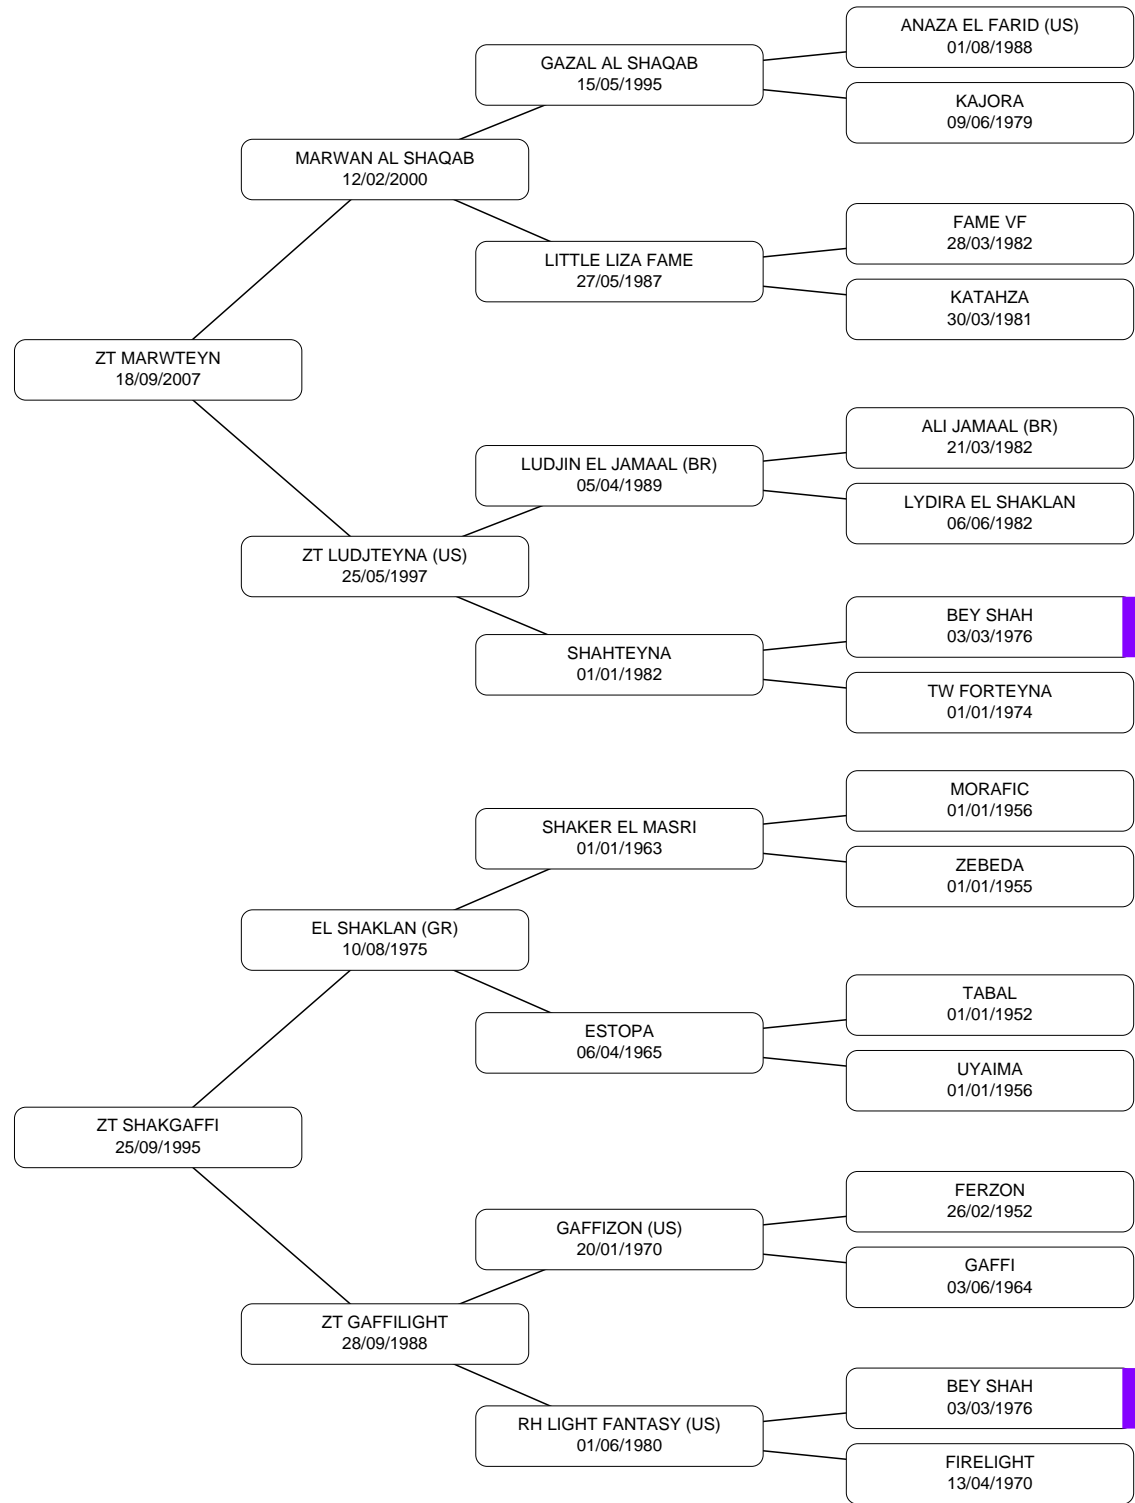 ANAZA EL FARID (US)
01/08/1988
GAZAL AL SHAQAB
15/05/1995
KAJORA
09/06/1979
MARWAN AL SHAQAB
12/02/2000
FAME VF
28/03/1982
LITTLE LIZA FAME
27/05/1987
KATAHZA
30/03/1981
ZT MARWTEYN
18/09/2007
ALI JAMAAL (BR)
21/03/1982
LUDJIN EL JAMAAL (BR)
05/04/1989
LYDIRA EL SHAKLAN
06/06/1982
ZT LUDJTEYNA (US)
25/05/1997
BEY SHAH
03/03/1976
SHAHTEYNA
01/01/1982
TW FORTEYNA
01/01/1974
MORAFIC
01/01/1956
SHAKER EL MASRI
01/01/1963
ZEBEDA
01/01/1955
EL SHAKLAN (GR)
10/08/1975
TABAL
01/01/1952
ESTOPA
06/04/1965
UYAIMA
01/01/1956
ZT SHAKGAFFI
25/09/1995
FERZON
26/02/1952
GAFFIZON (US)
20/01/1970
GAFFI
03/06/1964
ZT GAFFILIGHT
28/09/1988
BEY SHAH
03/03/1976
RH LIGHT FANTASY (US)
01/06/1980
FIRELIGHT
13/04/1970